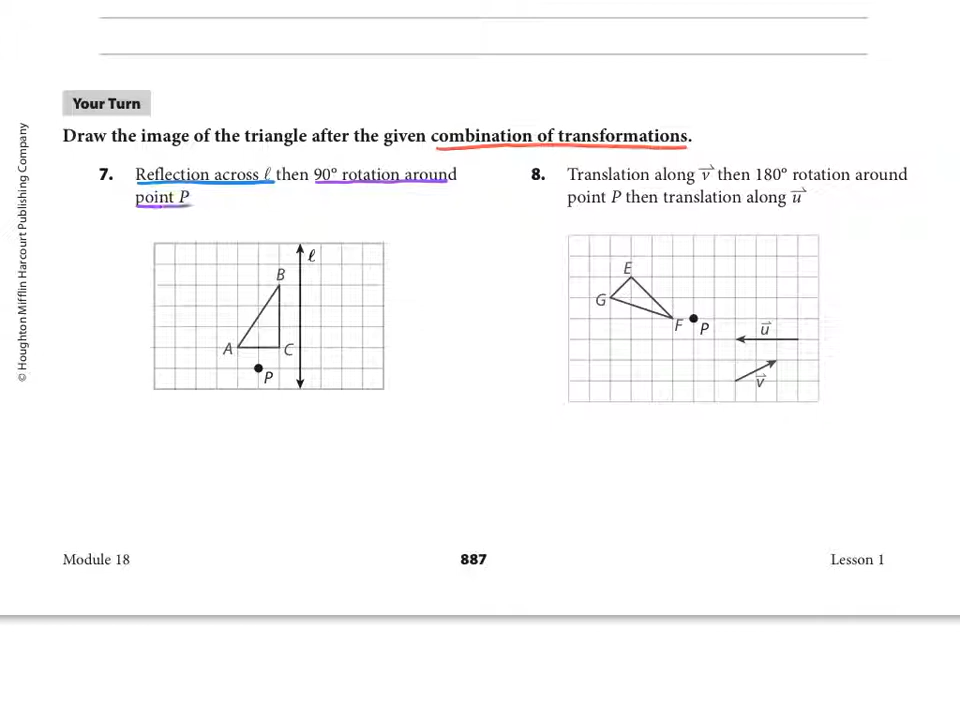 © Houghton Mifflin Harcourt Publishing Company
Your Turn
Draw the image of the triangle after the given combination of transformations.
7. Reflection across ℓ then 90° rotation around
point P
8. Translation along v⃗ then 180° rotation around
point P then translation along u⃗
ℓ
B
A
C
P
E
G
F
P
u⃗
v⃗
Module 18
887
Lesson 1